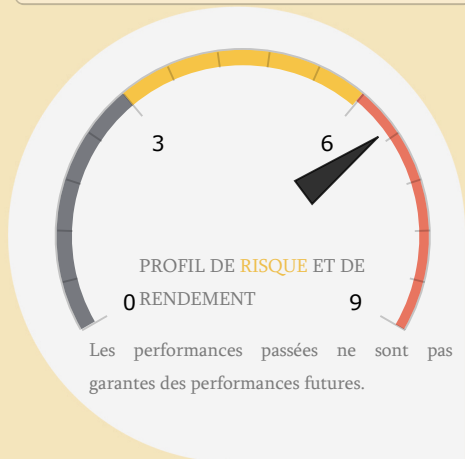 3
6
PROFIL DE RISQUE ET DE
0 RENDEMENT 9
Les performances passées ne sont pas
garantes des performances futures.